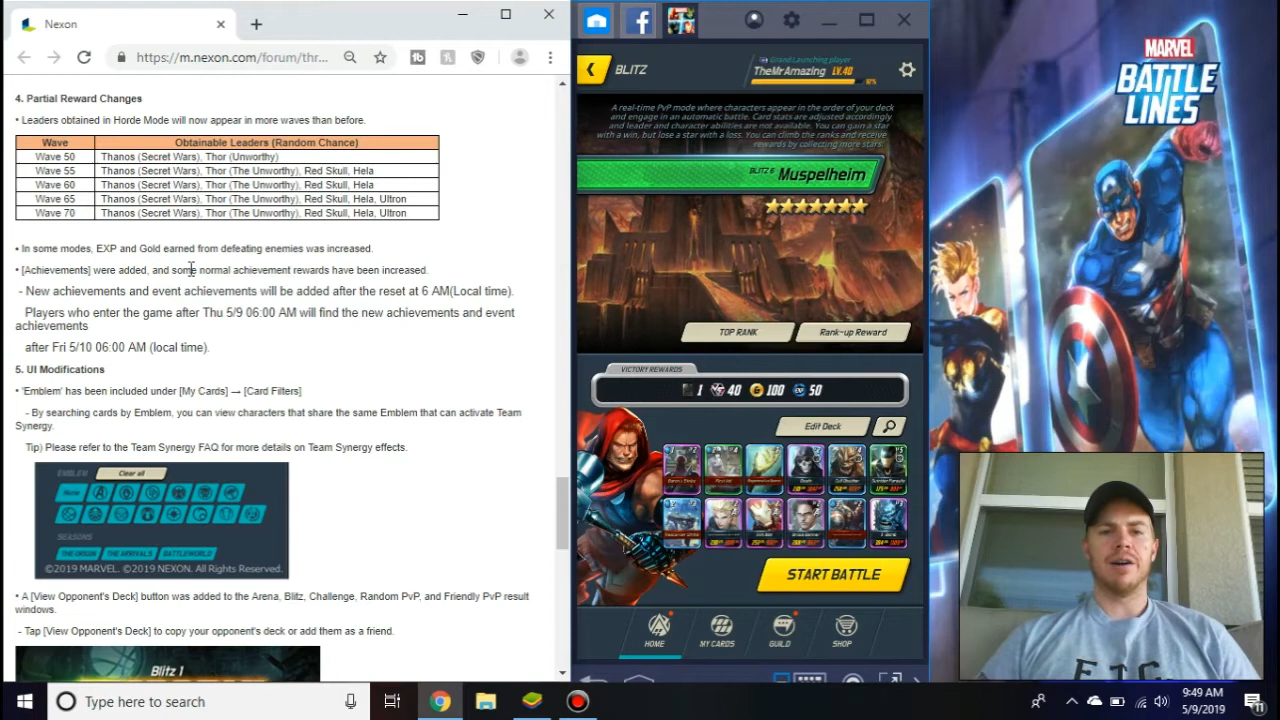 Nexon
https://m.nexon.com/forum/thr...
4. Partial Reward Changes
• Leaders obtained in Horde Mode will now appear in more waves than before.
Wave Obtainable Leaders (Random Chance)
Wave 50 Thanos (Secret Wars), Thor (Unworthy)
Wave 55 Thanos (Secret Wars), Thor (The Unworthy), Red Skull, Hela
Wave 60 Thanos (Secret Wars), Thor (The Unworthy), Red Skull, Hela
Wave 65 Thanos (Secret Wars), Thor (The Unworthy), Red Skull, Hela, Ultron
Wave 70 Thanos (Secret Wars), Thor (The Unworthy), Red Skull, Hela, Ultron
• In some modes, EXP and Gold earned from defeating enemies was increased.
• [Achievements] were added, and some normal achievement rewards have been increased.
- New achievements and event achievements will be added after the reset at 6 AM(Local time).
Players who enter the game after Thu 5/9 06:00 AM will find the new achievements and event
achievements
after Fri 5/10 06:00 AM (local time).
5. UI Modifications
• 'Emblem' has been included under [My Cards] → [Card Filters]
- By searching cards by Emblem, you can view characters that share the same Emblem that can activate Team
Synergy.
Tip) Please refer to the Team Synergy FAQ for more details on Team Synergy effects.
EMBLEM Clear all
None
SEASONS
THE ORIGIN THE ARRIVALS BATTLEWORLD
©2019 MARVEL. ©2019 NEXON. All Rights Reserved.
• A [View Opponent's Deck] button was added to the Arena, Blitz, Challenge, Random PvP, and Friendly PvP result
windows.
- Tap [View Opponent's Deck] to copy your opponent's deck or add them as a friend.
Blitz 1
BLITZ
Grand Launching player
TheMrAmazing LV.40
A real-time PvP mode where characters appear in the order of your deck
and engage in an automatic battle. Card stats are adjusted accordingly
and leader and character abilities are not available. You can gain a star
with a win, but lose a star with a loss. You can climb the ranks and receive
rewards by collecting more stars.
BLITZ 6 Muspelheim
TOP RANK Rank-up Reward
VICTORY REWARDS
1 40 100 EXP 50
Edit Deck
START BATTLE
HOME MY CARDS GUILD SHOP
MARVEL
BATTLE
LINES
Type here to search
9:49 AM
5/9/2019
11